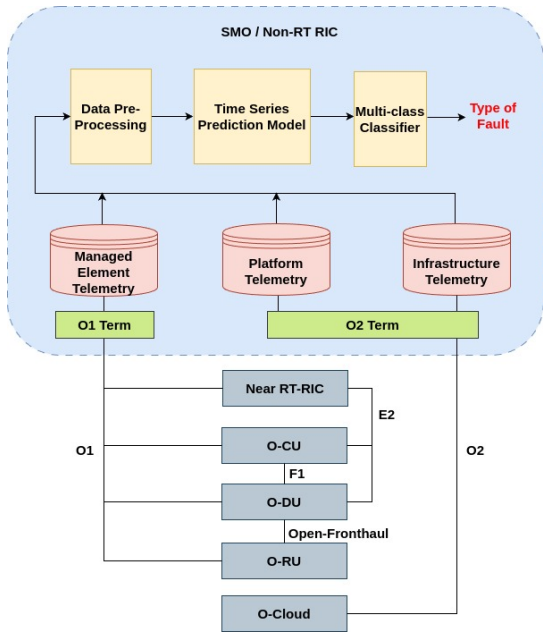 SMO / Non-RT RIC
Data Pre-
Processing
Time Series
Prediction Model
Multi-class
Classifier
Type of
Fault
Managed
Element
Telemetry
Platform
Telemetry
Infrastructure
Telemetry
O1 Term
O2 Term
Near RT-RIC
E2
O1
O-CU
O2
F1
O-DU
Open-Fronthaul
O-RU
O-Cloud